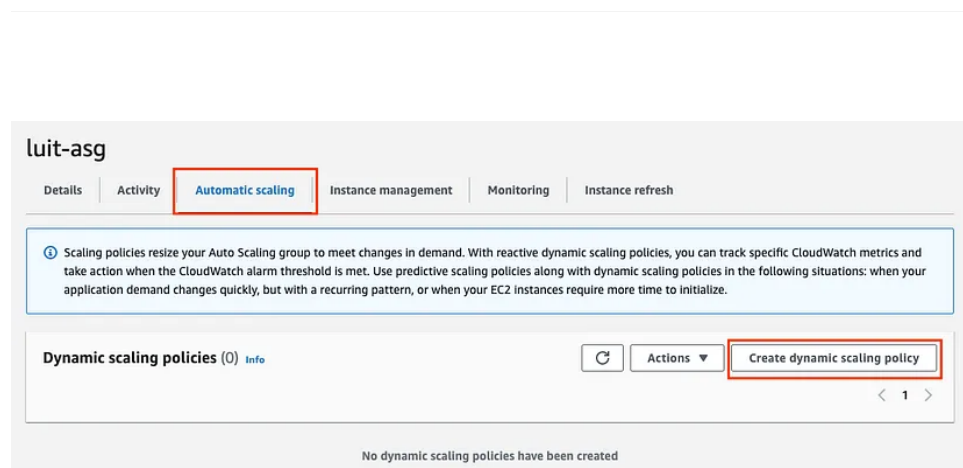 luit-asg
Details Activity Automatic scaling Instance management Monitoring Instance refresh
Scaling policies resize your Auto Scaling group to meet changes in demand. With reactive dynamic scaling policies, you can track specific CloudWatch metrics and
take action when the CloudWatch alarm threshold is met. Use predictive scaling policies along with dynamic scaling policies in the following situations: when your
application demand changes quickly, but with a recurring pattern, or when your EC2 instances require more time to initialize.
Dynamic scaling policies (0) Info Actions Create dynamic scaling policy
1
No dynamic scaling policies have been created